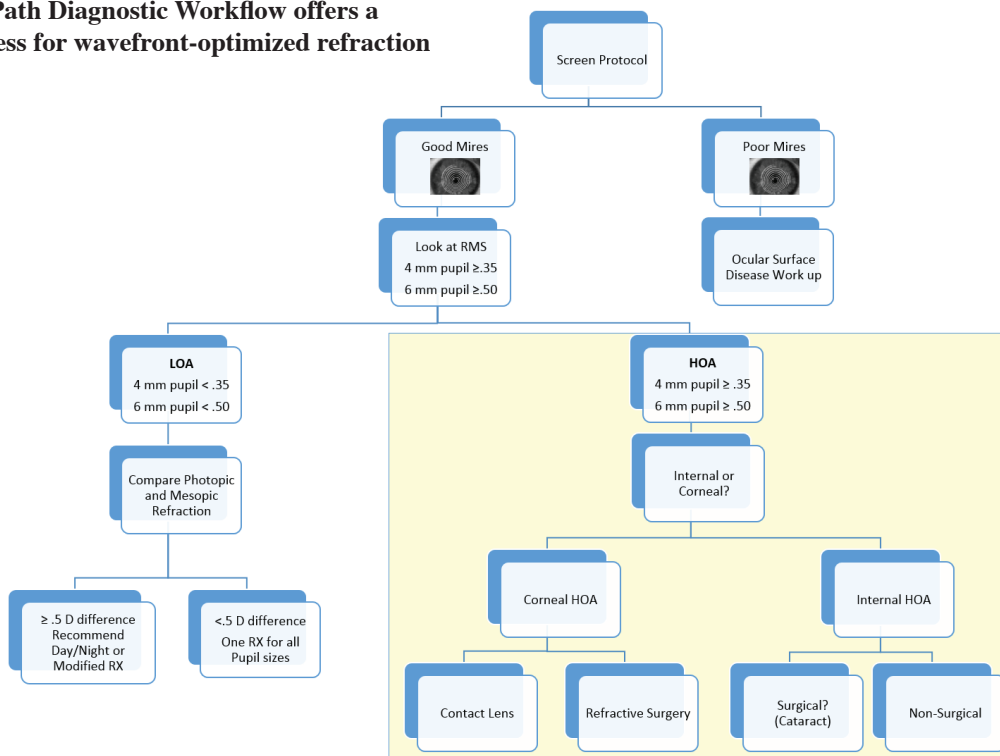 Path Diagnostic Workflow offers a
ess for wavefront-optimized refraction
Screen Protocol
Good Mires
Poor Mires
Look at RMS
4 mm pupil ≥.35
6 mm pupil ≥.50
Ocular Surface
Disease Work up
LOA
4 mm pupil < .35
6 mm pupil < .50
HOA
4 mm pupil ≥ .35
6 mm pupil ≥ .50
Compare Photopic
and Mesopic
Refraction
Internal or
Corneal?
≥ .5 D difference
Recommend
Day/Night or
Modified RX
<.5 D difference
One RX for all
Pupil sizes
Corneal HOA
Internal HOA
Contact Lens
Refractive Surgery
Surgical?
(Cataract)
Non-Surgical